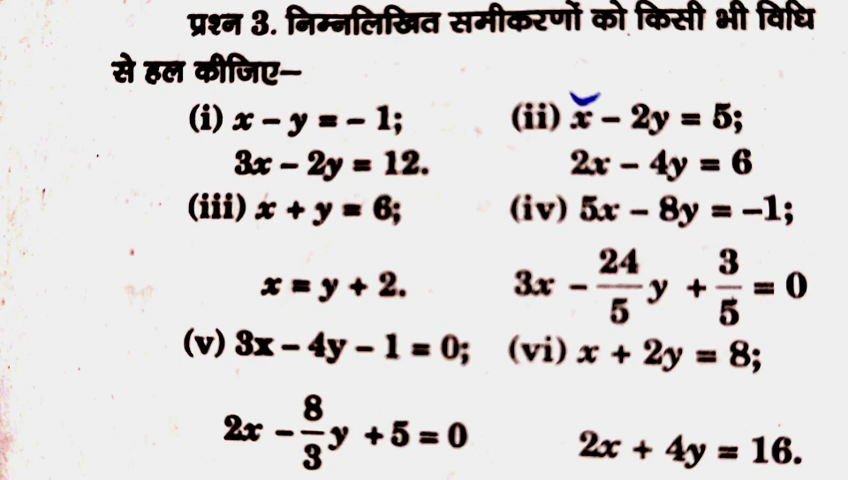 प्रश्न 3. निम्नलिखित समीकरणों को किसी भी विधि
से हल कीजिए–
(i) x – y = – 1; (ii) x – 2y = 5;
3x – 2y = 12. 2x – 4y = 6
(iii) x + y = 6; (iv) 5x – 8y = –1;
x = y + 2. 3x – 24/5 y + 3/5 = 0
(v) 3x – 4y – 1 = 0; (vi) x + 2y = 8;
2x – 8/3 y + 5 = 0 2x + 4y = 16.